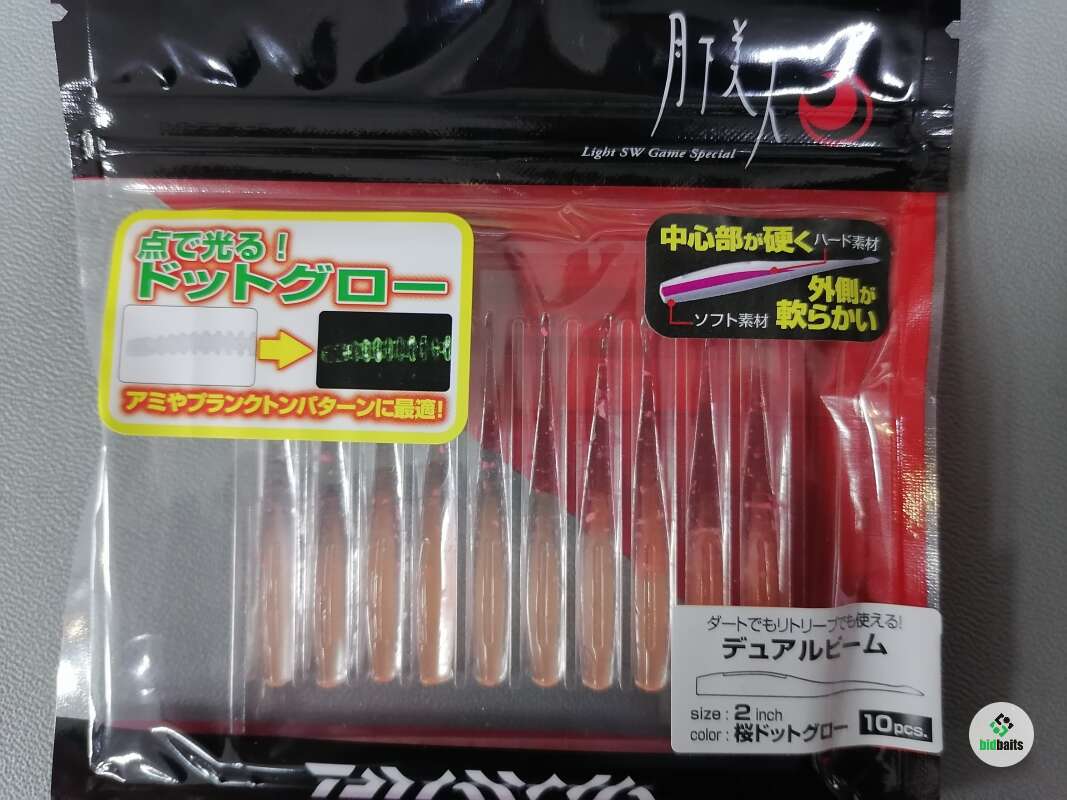 月下美人
Light SW Game Special
点で光る!
ドットグロー
アミやプランクトンパターンに最適!
中心部が硬く
ハード素材
外側が
軟らかい
ソフト素材
ダートでもリトリーブでも使える!
デュアルビーム
size : 2 inch
color : 桜ドットグロー
10pcs.
DAIWA
bidbaits